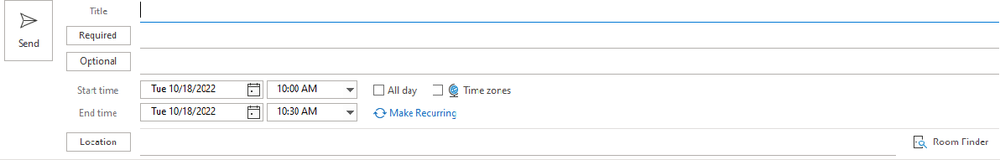 Title
Send
Required
Optional
Start time Tue 10/18/2022 10:00 AM All day Time zones
End time Tue 10/18/2022 10:30 AM Make Recurring
Location Room Finder